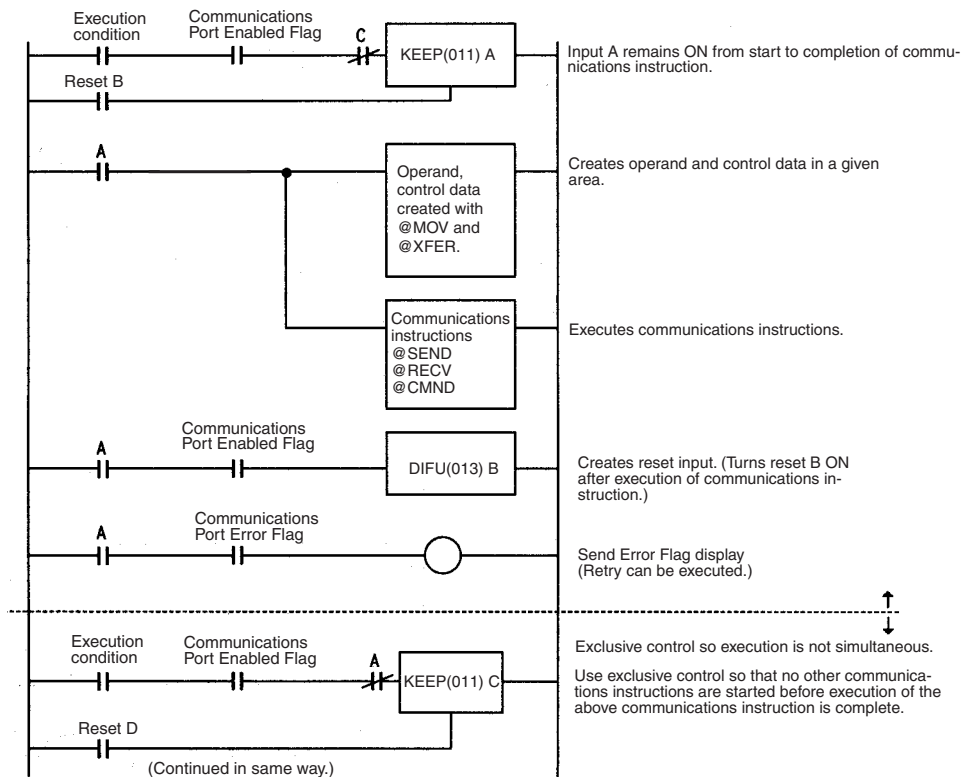 Execution
condition
Communications
Port Enabled Flag
C
KEEP(011) A
Input A remains ON from start to completion of commu-
nications instruction.
Reset B
A
Operand,
control data
created with
@MOV and
@XFER.
Creates operand and control data in a given
area.
Communications
instructions
@SEND
@RECV
@CMND
Executes communications instructions.
A
Communications
Port Enabled Flag
DIFU(013) B
Creates reset input. (Turns reset B ON
after execution of communications in-
struction.)
A
Communications
Port Error Flag
Send Error Flag display
(Retry can be executed.)
Exclusive control so execution is not simultaneous.
Execution
condition
Communications
Port Enabled Flag
A
KEEP(011) C
Use exclusive control so that no other communica-
tions instructions are started before execution of the
above communications instruction is complete.
Reset D
(Continued in same way.)